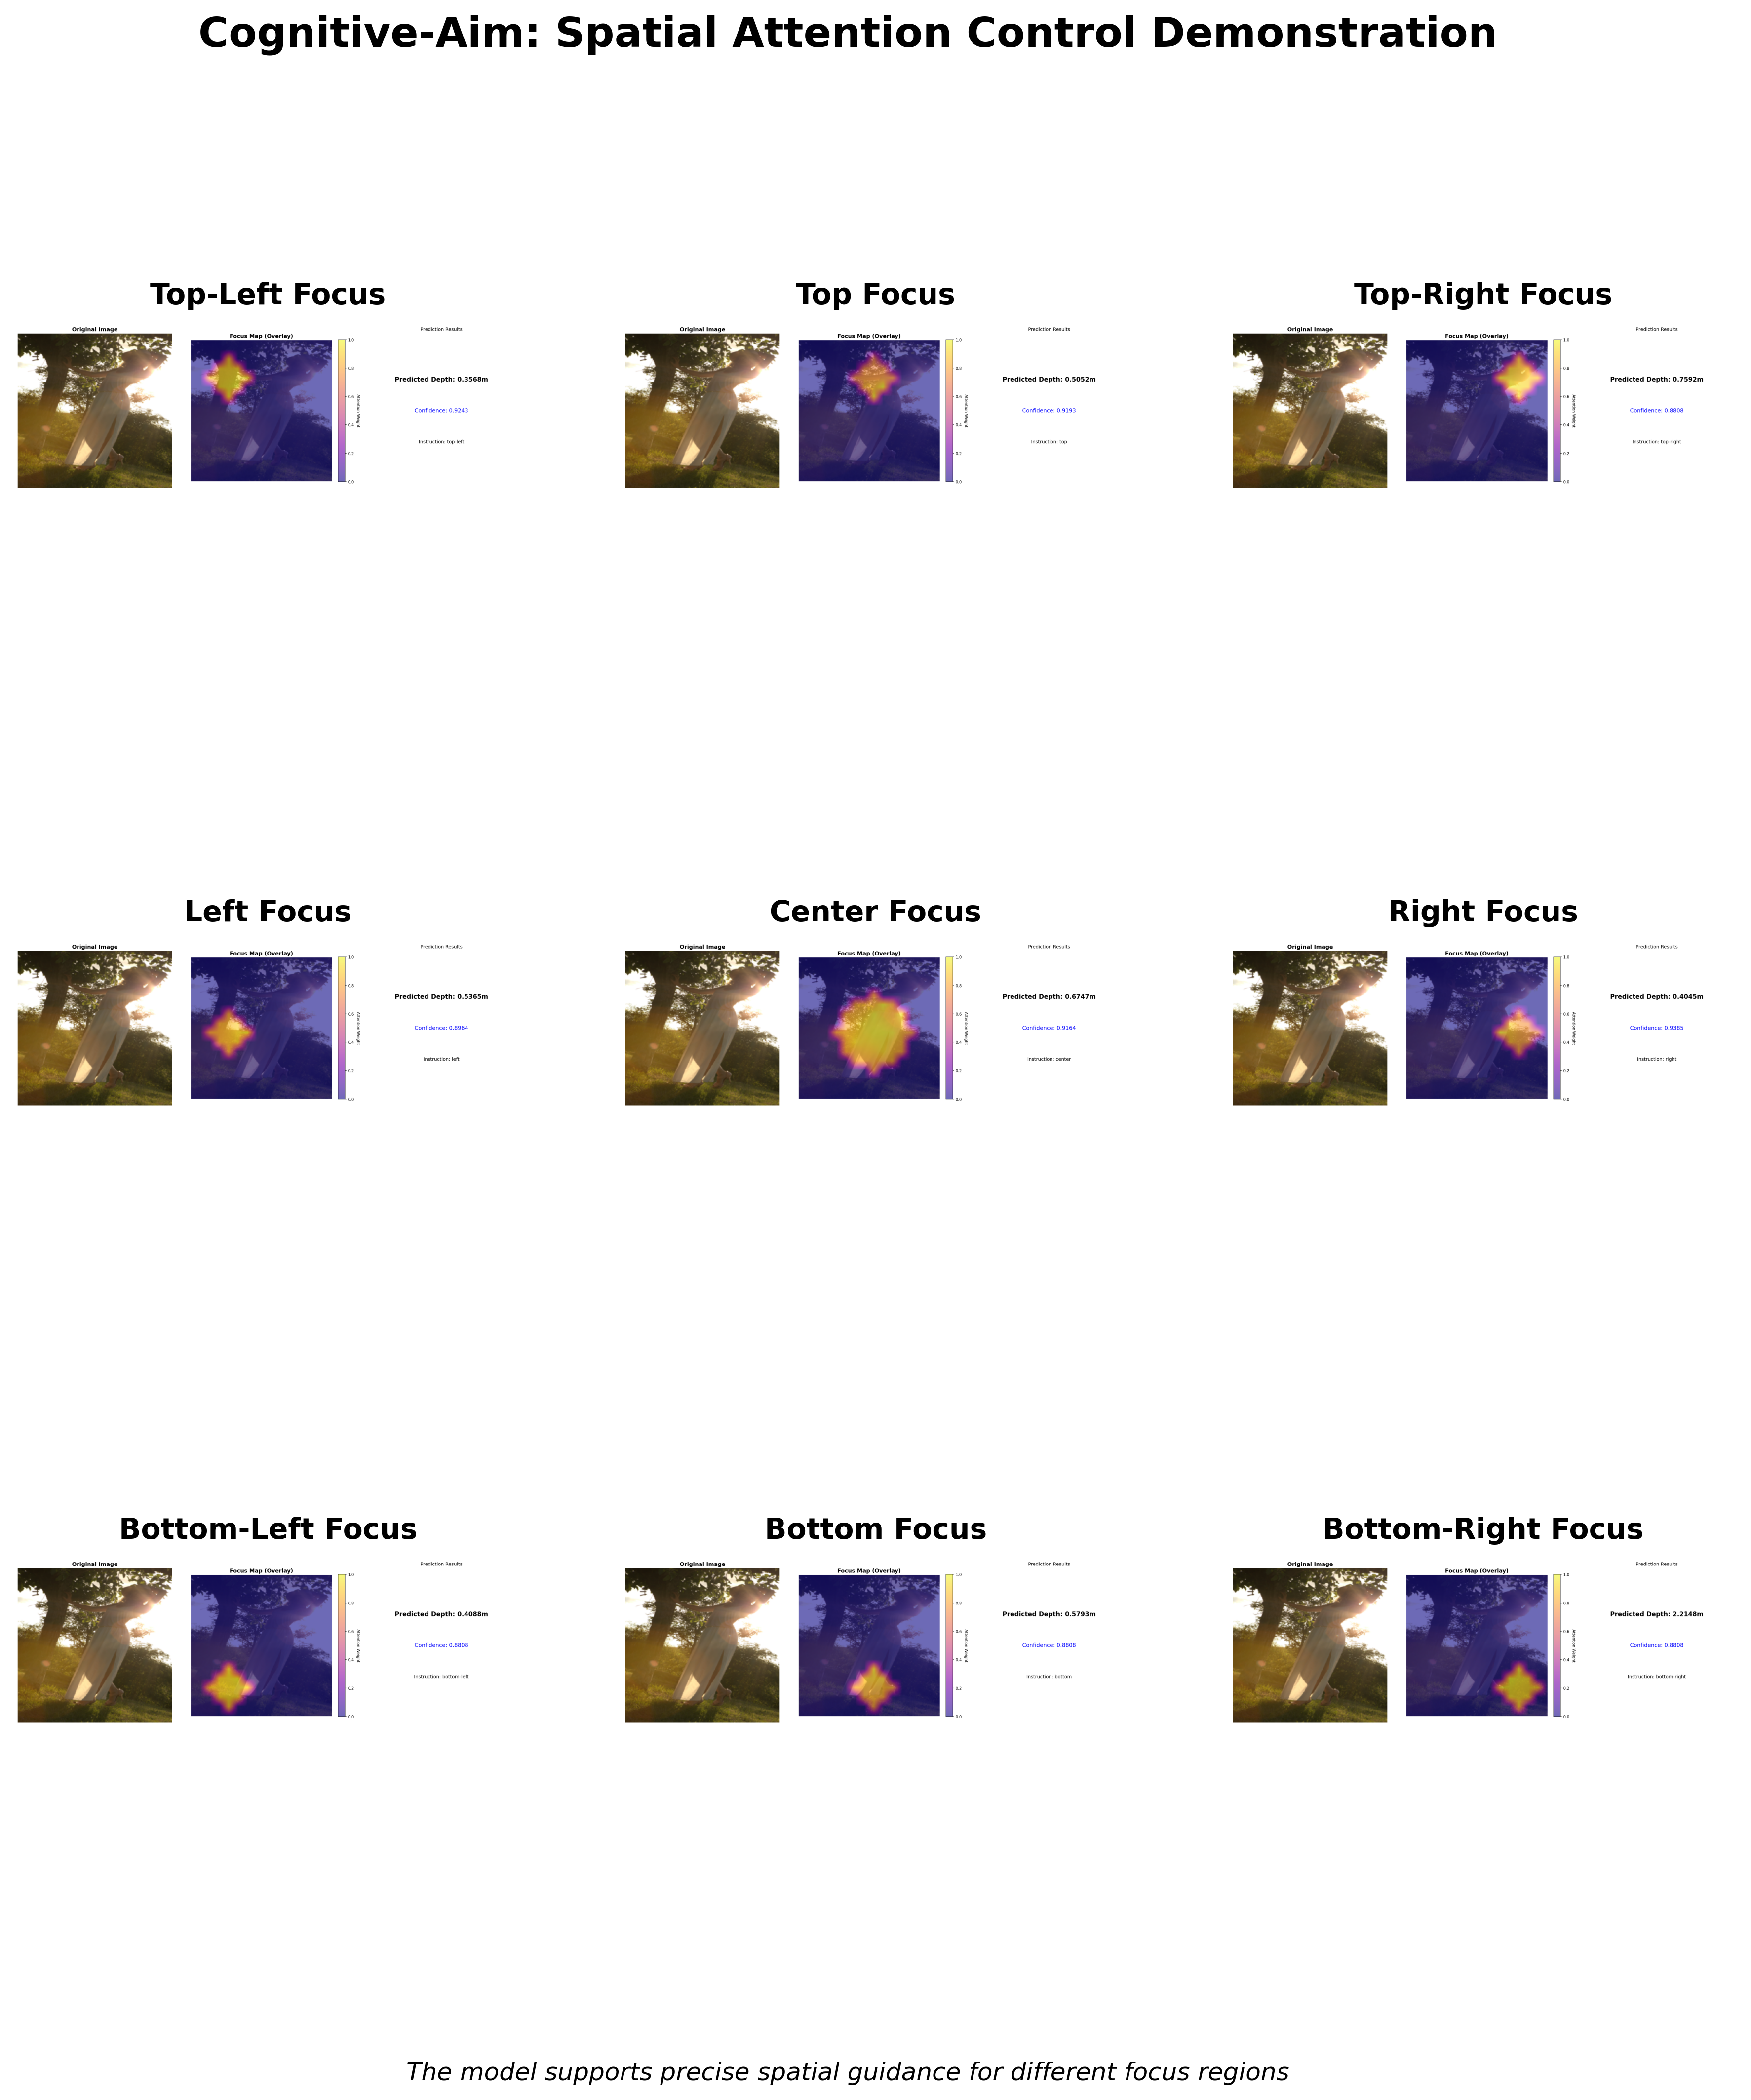 Cognitive-Aim: Spatial Attention Control Demonstration
Top-Left Focus
Original Image
Focus Map (Overlay)
1.0
0.8
0.6
0.4
0.2
0.0
Attention Weight
Prediction Results
Predicted Depth: 0.3568m
Confidence: 0.9243
Instruction: top-left
Top Focus
Original Image
Focus Map (Overlay)
1.0
0.8
0.6
0.4
0.2
0.0
Attention Weight
Prediction Results
Predicted Depth: 0.5052m
Confidence: 0.9193
Instruction: top
Top-Right Focus
Original Image
Focus Map (Overlay)
1.0
0.8
0.6
0.4
0.2
0.0
Attention Weight
Prediction Results
Predicted Depth: 0.7592m
Confidence: 0.8808
Instruction: top-right
Left Focus
Original Image
Focus Map (Overlay)
1.0
0.8
0.6
0.4
0.2
0.0
Attention Weight
Prediction Results
Predicted Depth: 0.5365m
Confidence: 0.8964
Instruction: left
Center Focus
Original Image
Focus Map (Overlay)
1.0
0.8
0.6
0.4
0.2
0.0
Attention Weight
Prediction Results
Predicted Depth: 0.6747m
Confidence: 0.9164
Instruction: center
Right Focus
Original Image
Focus Map (Overlay)
1.0
0.8
0.6
0.4
0.2
0.0
Attention Weight
Prediction Results
Predicted Depth: 0.4045m
Confidence: 0.9385
Instruction: right
Bottom-Left Focus
Original Image
Focus Map (Overlay)
1.0
0.8
0.6
0.4
0.2
0.0
Attention Weight
Prediction Results
Predicted Depth: 0.4088m
Confidence: 0.8808
Instruction: bottom-left
Bottom Focus
Original Image
Focus Map (Overlay)
1.0
0.8
0.6
0.4
0.2
0.0
Attention Weight
Prediction Results
Predicted Depth: 0.5793m
Confidence: 0.8808
Instruction: bottom
Bottom-Right Focus
Original Image
Focus Map (Overlay)
1.0
0.8
0.6
0.4
0.2
0.0
Attention Weight
Prediction Results
Predicted Depth: 2.2148m
Confidence: 0.8808
Instruction: bottom-right
The model supports precise spatial guidance for different focus regions